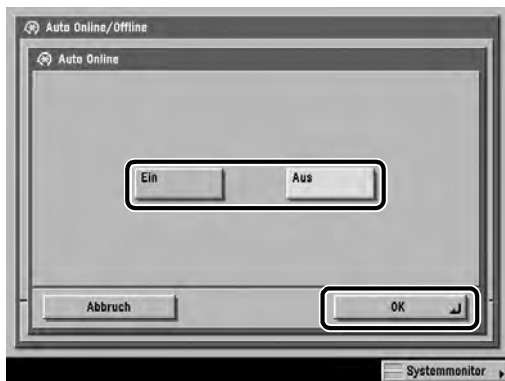 Auto Online/Offline
Auto Online
Ein Aus
Abbruch OK
Systemmonitor